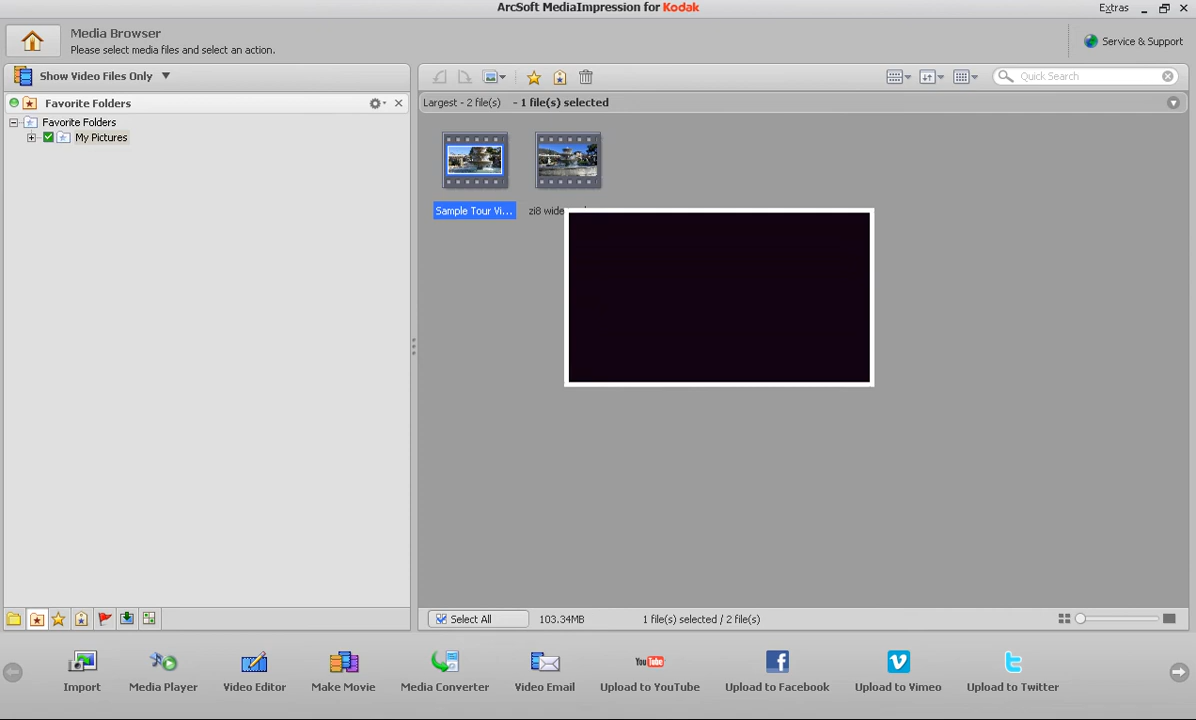 ArcSoft MediaImpression for Kodak
Extras
Media Browser
Please select media files and select an action.
Service & Support
Show Video Files Only
Quick Search
Favorite Folders
Largest - 2 file(s) - 1 file(s) selected
Favorite Folders
My Pictures
Sample Tour Vi...
zi8 wide
Select All
103.34MB
1 file(s) selected / 2 file(s)
Import
Media Player
Video Editor
Make Movie
Media Converter
Video Email
YouTube
Upload to YouTube
Upload to Facebook
Upload to Vimeo
Upload to Twitter